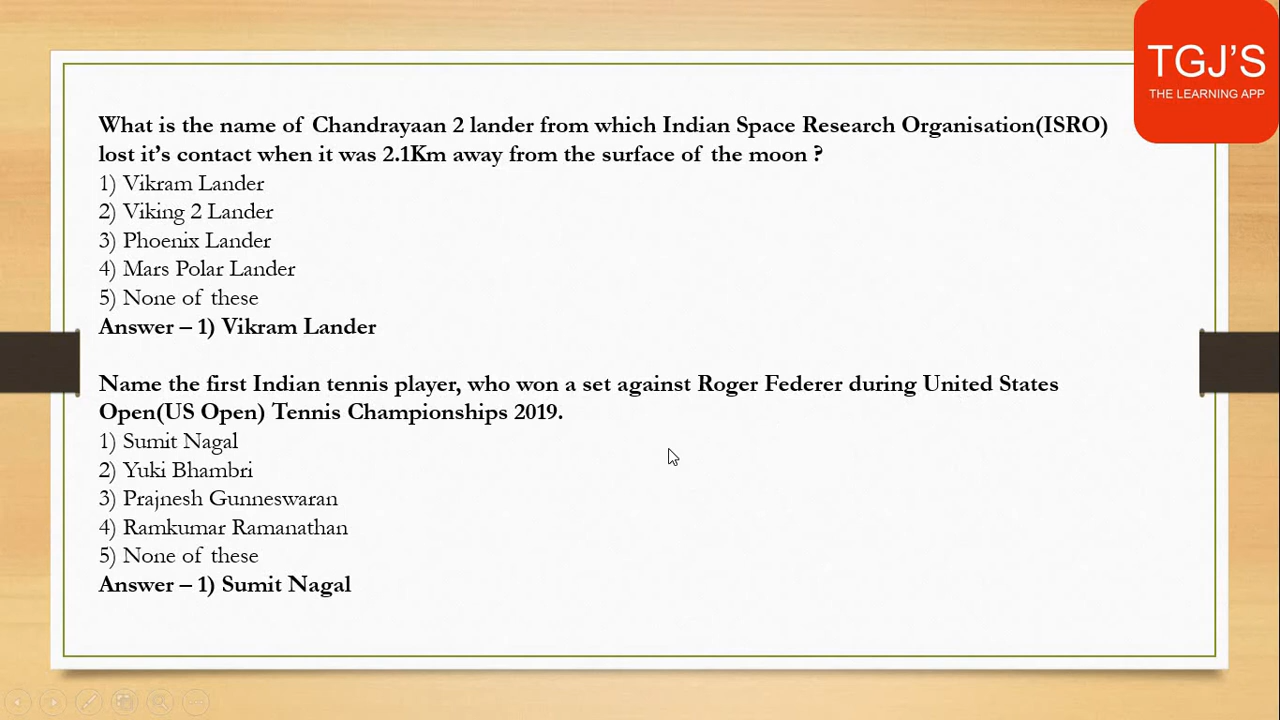 TGJ'S
THE LEARNING APP
What is the name of Chandrayaan 2 lander from which Indian Space Research Organisation(ISRO)
lost it's contact when it was 2.1Km away from the surface of the moon ?
1) Vikram Lander
2) Viking 2 Lander
3) Phoenix Lander
4) Mars Polar Lander
5) None of these
Answer – 1) Vikram Lander
Name the first Indian tennis player, who won a set against Roger Federer during United States
Open(US Open) Tennis Championships 2019.
1) Sumit Nagal
2) Yuki Bhambri
3) Prajnesh Gunneswaran
4) Ramkumar Ramanathan
5) None of these
Answer – 1) Sumit Nagal